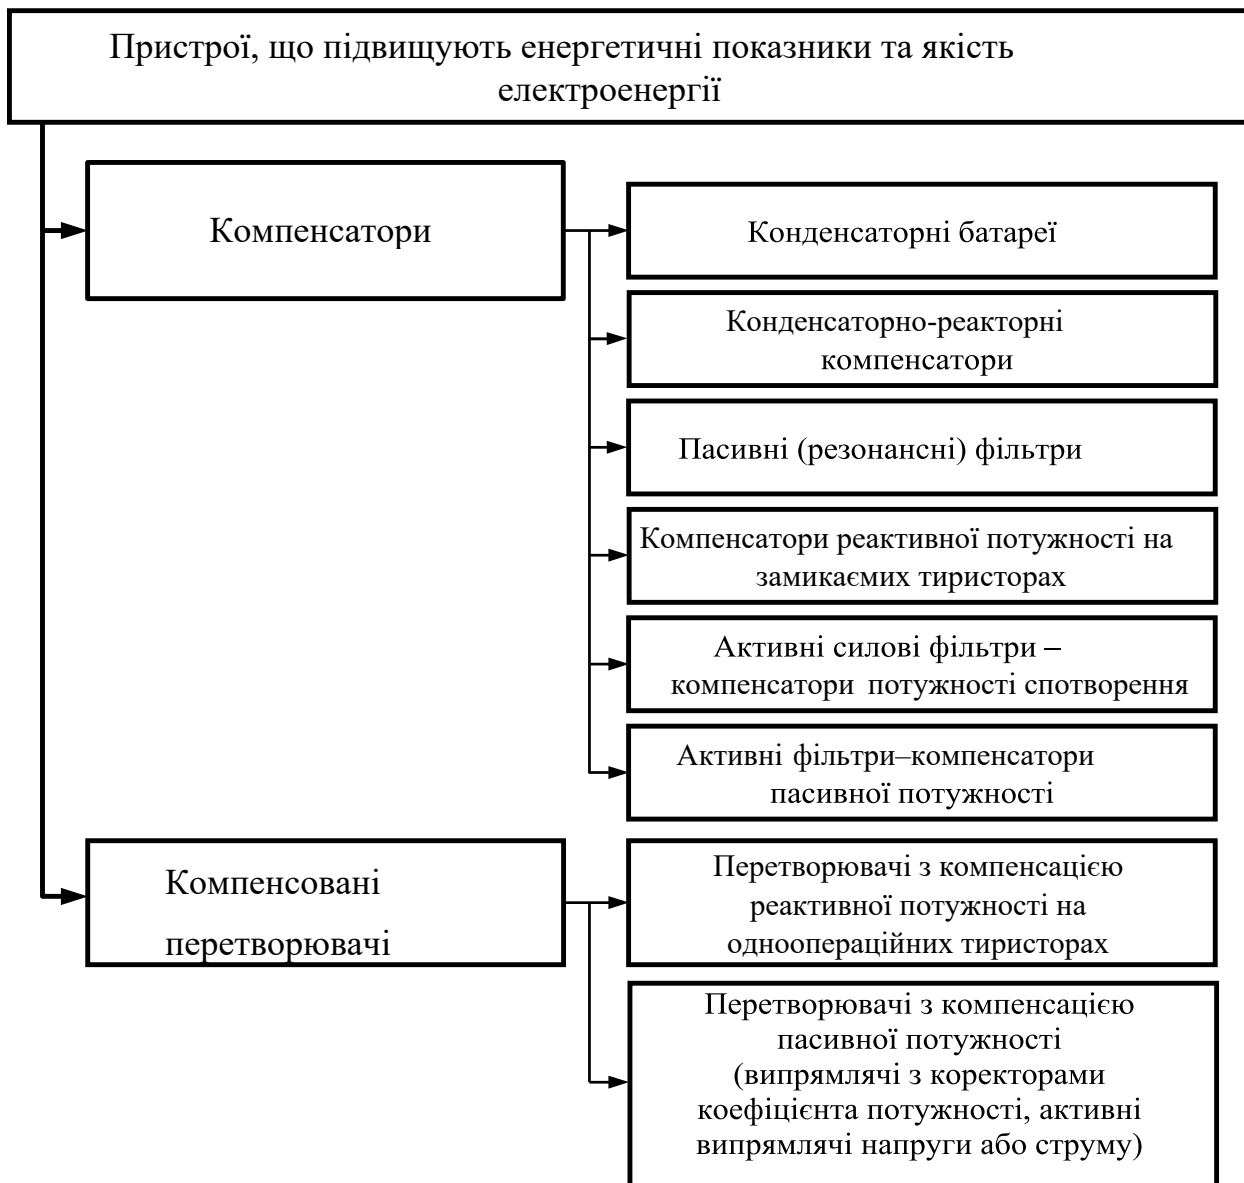 Пристрої, що підвищують енергетичні показники та якість
електроенергії
Компенсатори
Конденсаторні батареї
Конденсаторно-реакторні
компенсатори
Пасивні (резонансні) фільтри
Компенсатори реактивної потужності на
замикаємих тиристорах
Активні силові фільтри –
компенсатори потужності спотворення
Активні фільтри–компенсатори
пасивної потужності
Компенсовані
перетворювачі
Перетворювачі з компенсацією
реактивної потужності на
одноопераційних тиристорах
Перетворювачі з компенсацією
пасивної потужності
(випрямлячі з коректорами
коефіцієнта потужності, активні
випрямлячі напруги або струму)